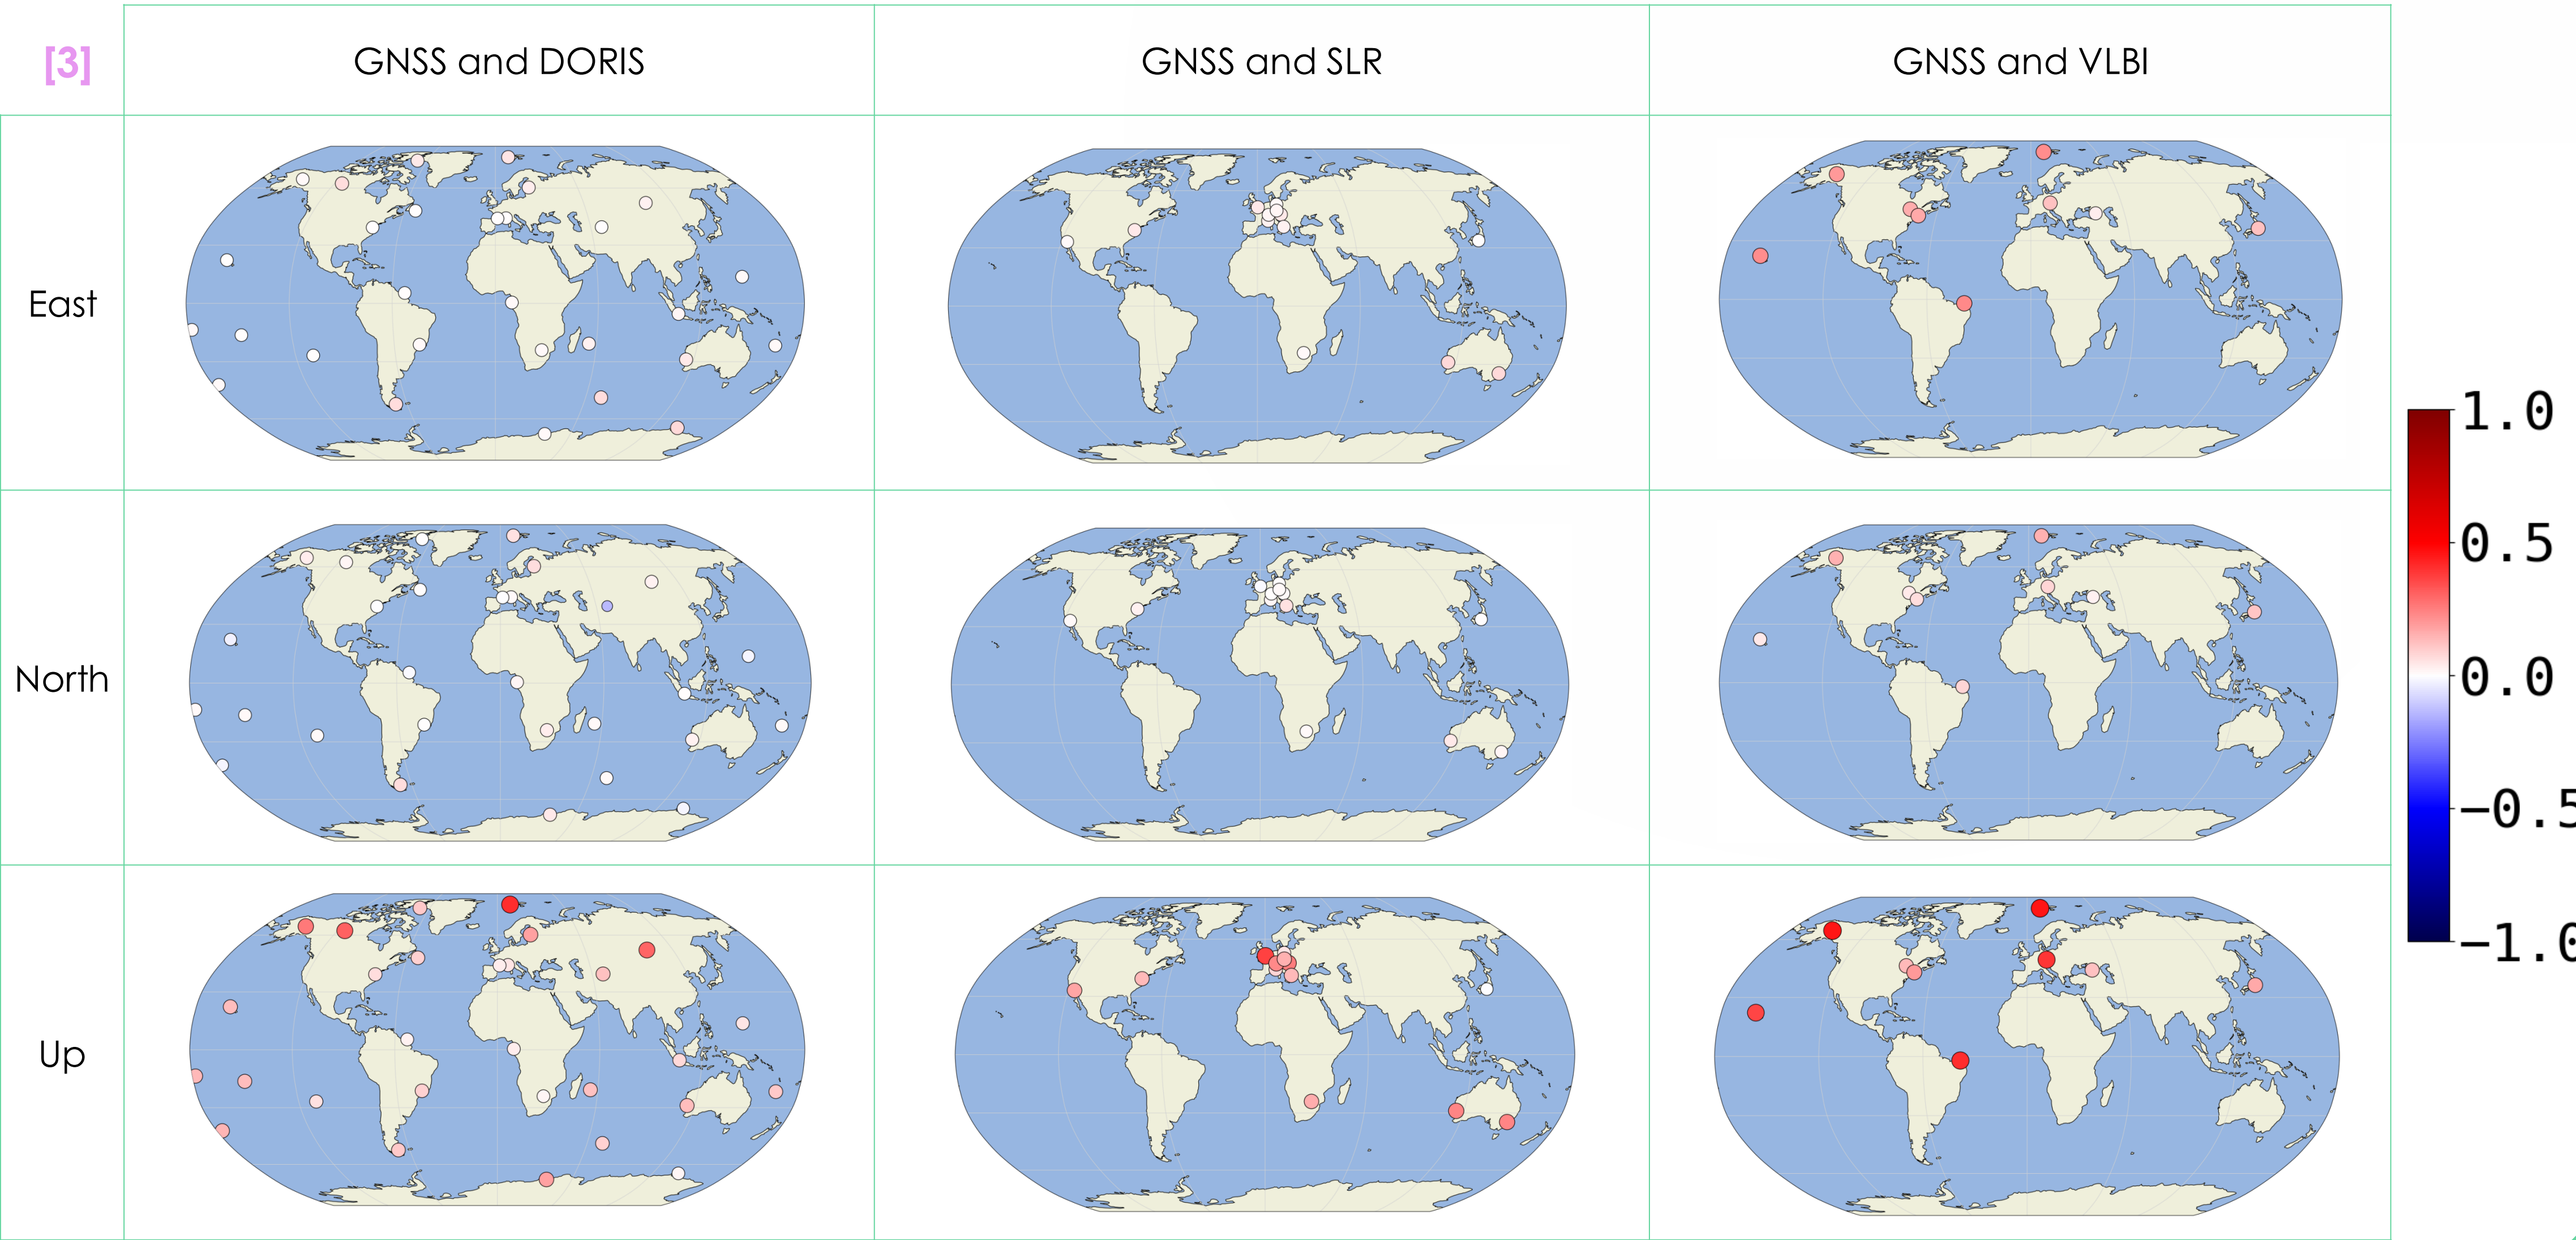 [3]
GNSS and DORIS
GNSS and SLR
GNSS and VLBI
East
North
Up
1.0
0.5
0.0
−0.5
−1.0